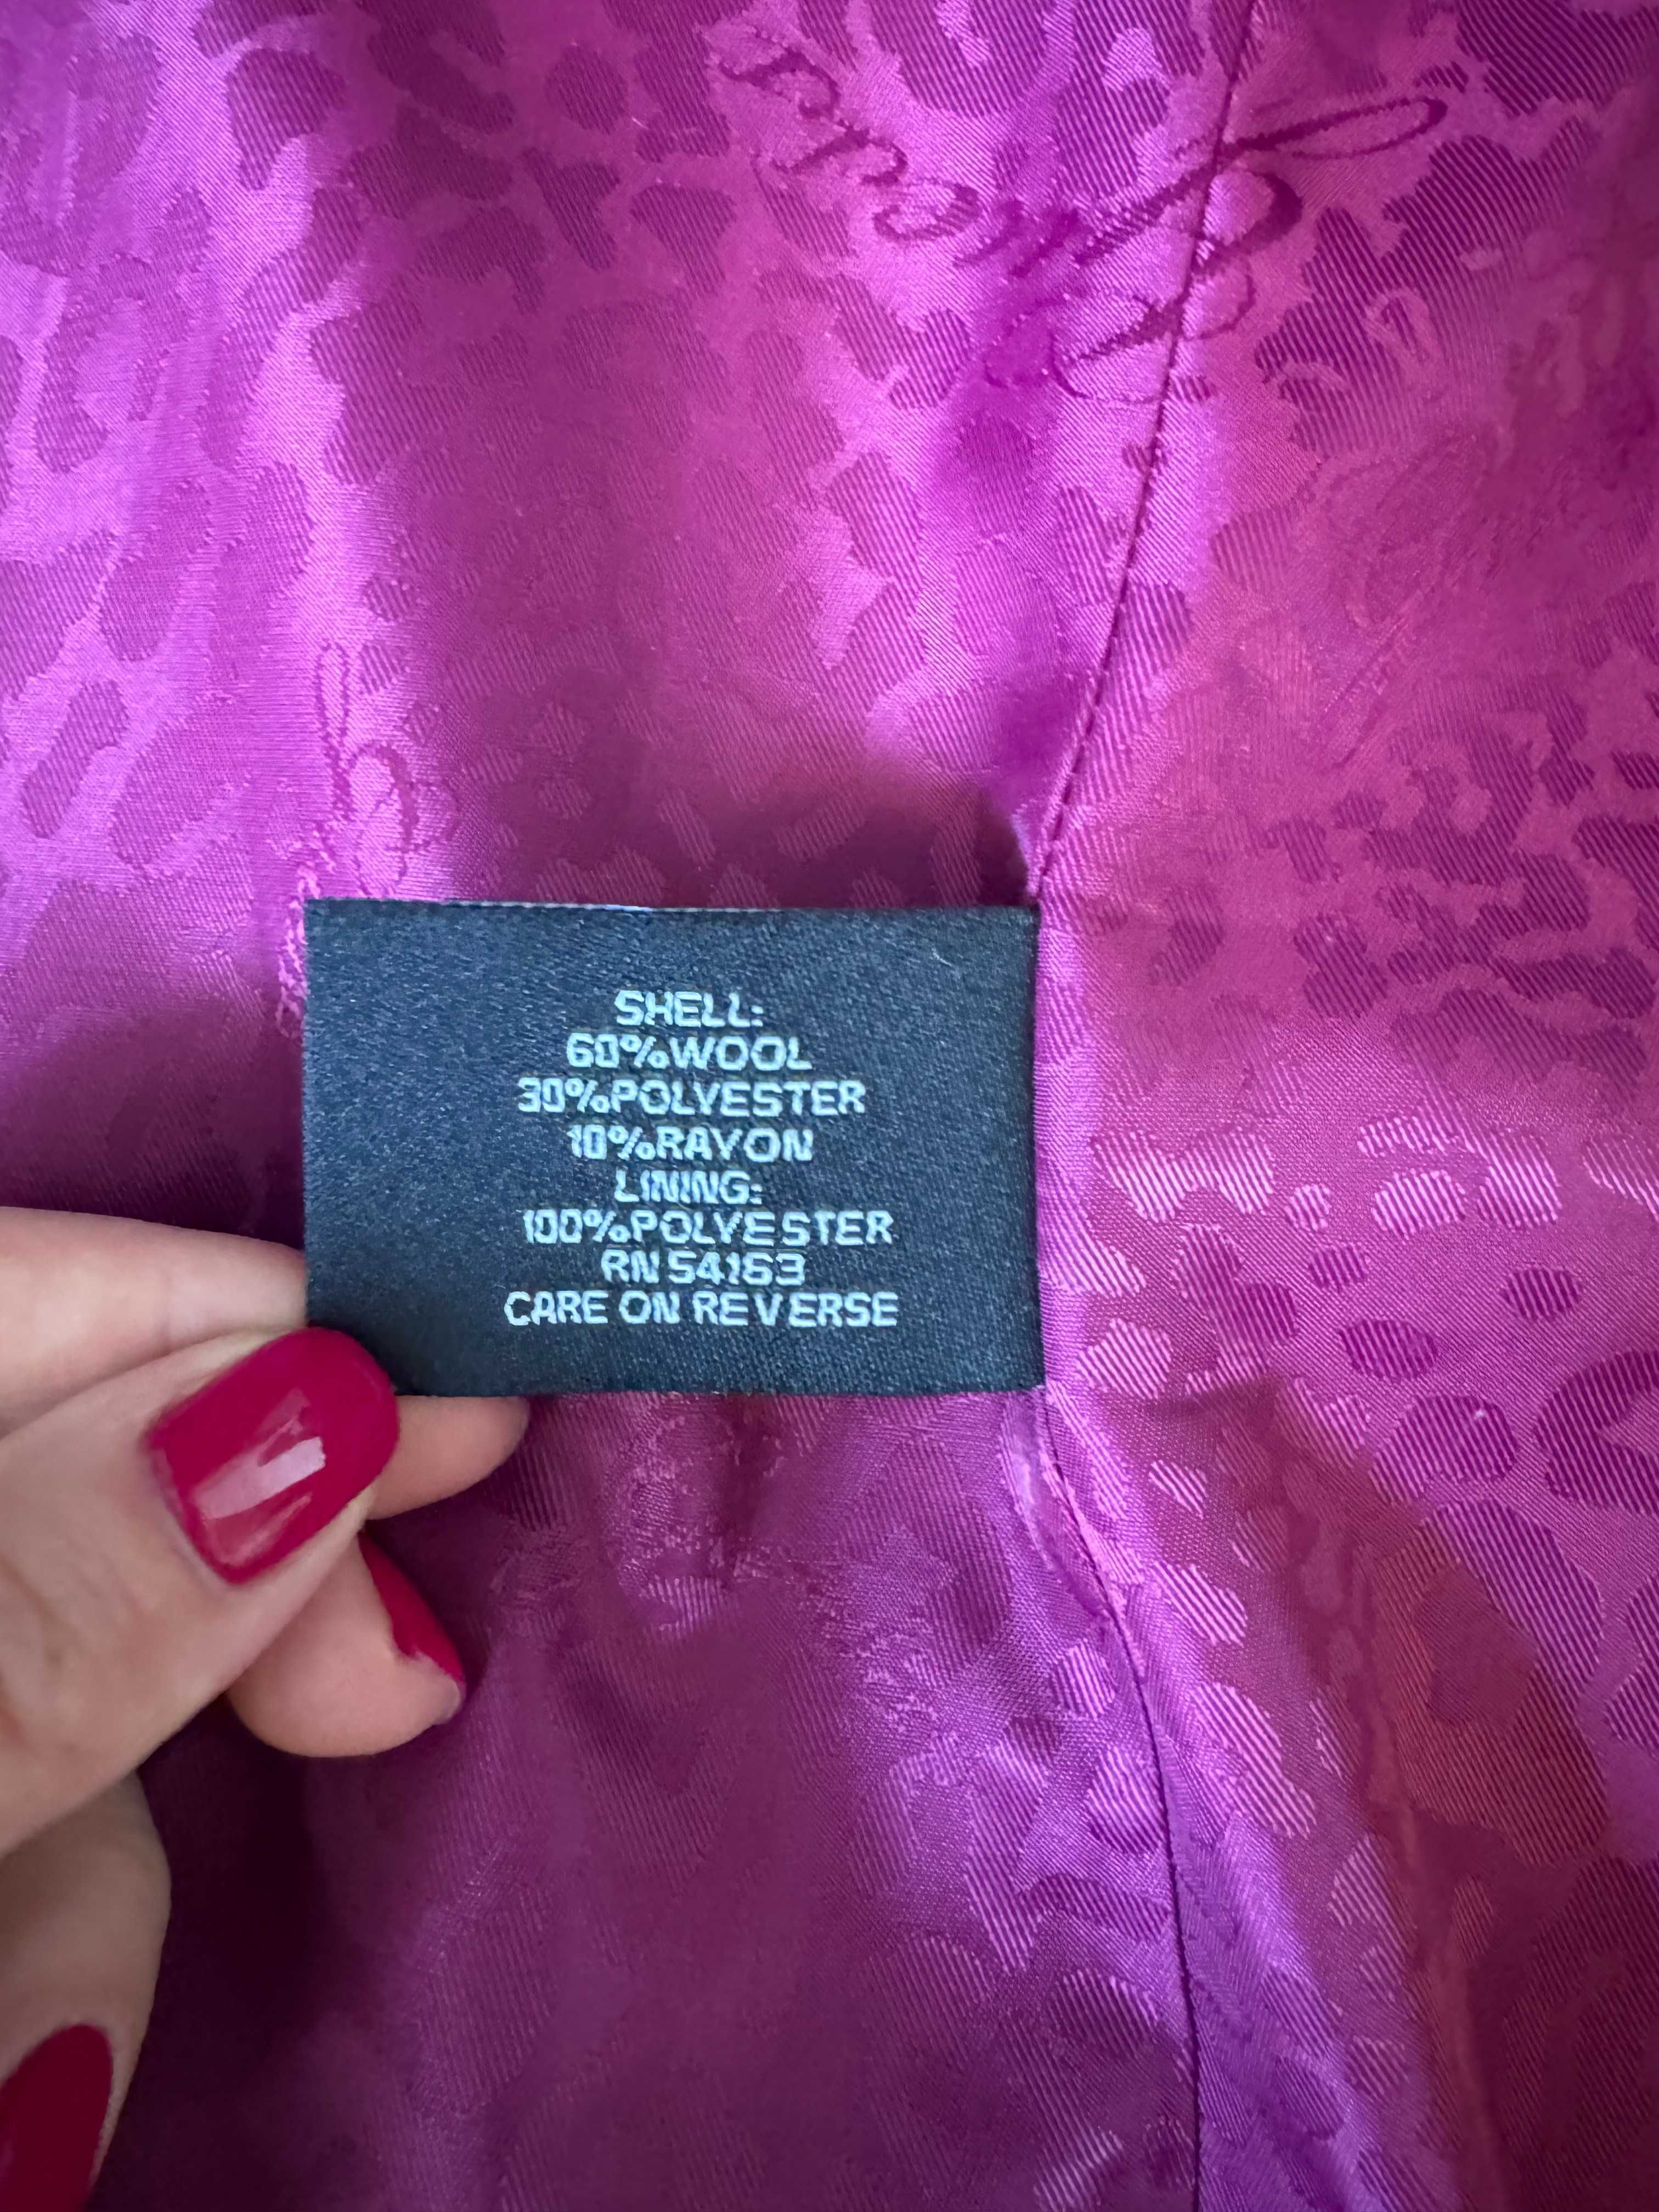 SHELL:
60%WOOL
30%POLYESTER
10%RAYON
LINING:
100%POLYESTER
RN 54163
CARE ON REVERSE